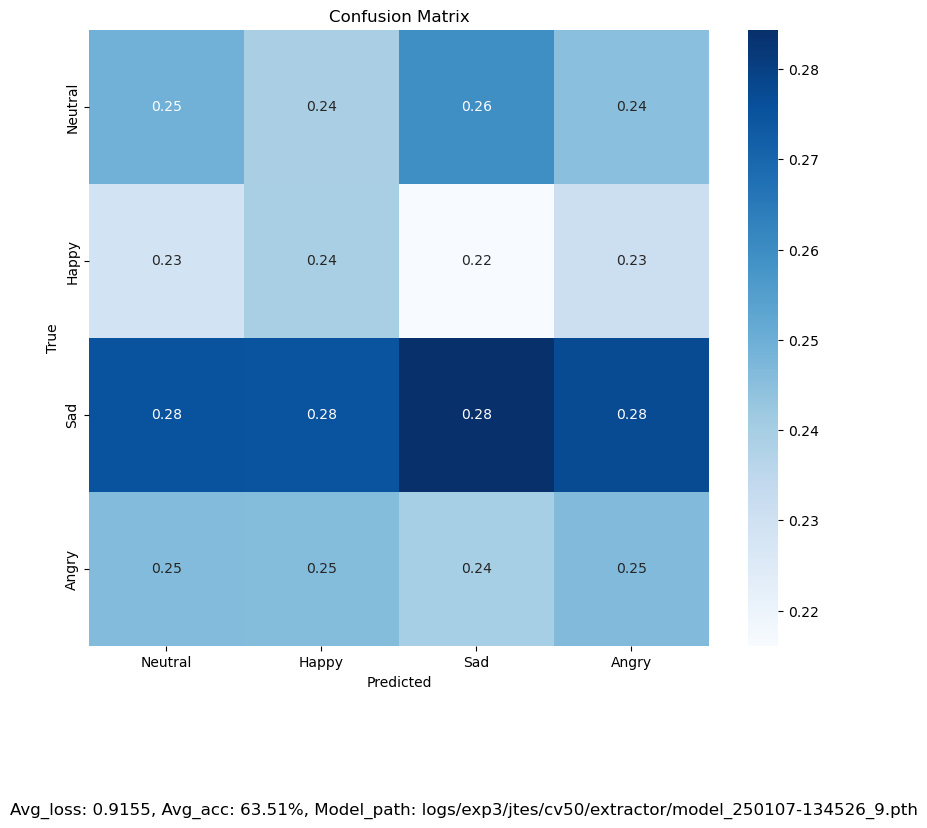 Confusion Matrix
Neutral
0.25 0.24 0.26 0.24
0.28
0.27
0.26
0.25
0.24
0.23
0.22
Happy
0.23 0.24 0.22 0.23
True
Sad
0.28 0.28 0.28 0.28
Angry
0.25 0.25 0.24 0.25
Neutral Happy Sad Angry
Predicted
Avg_loss: 0.9155, Avg_acc: 63.51%, Model_path: logs/exp3/jtes/cv50/extractor/model_250107-134526_9.pth